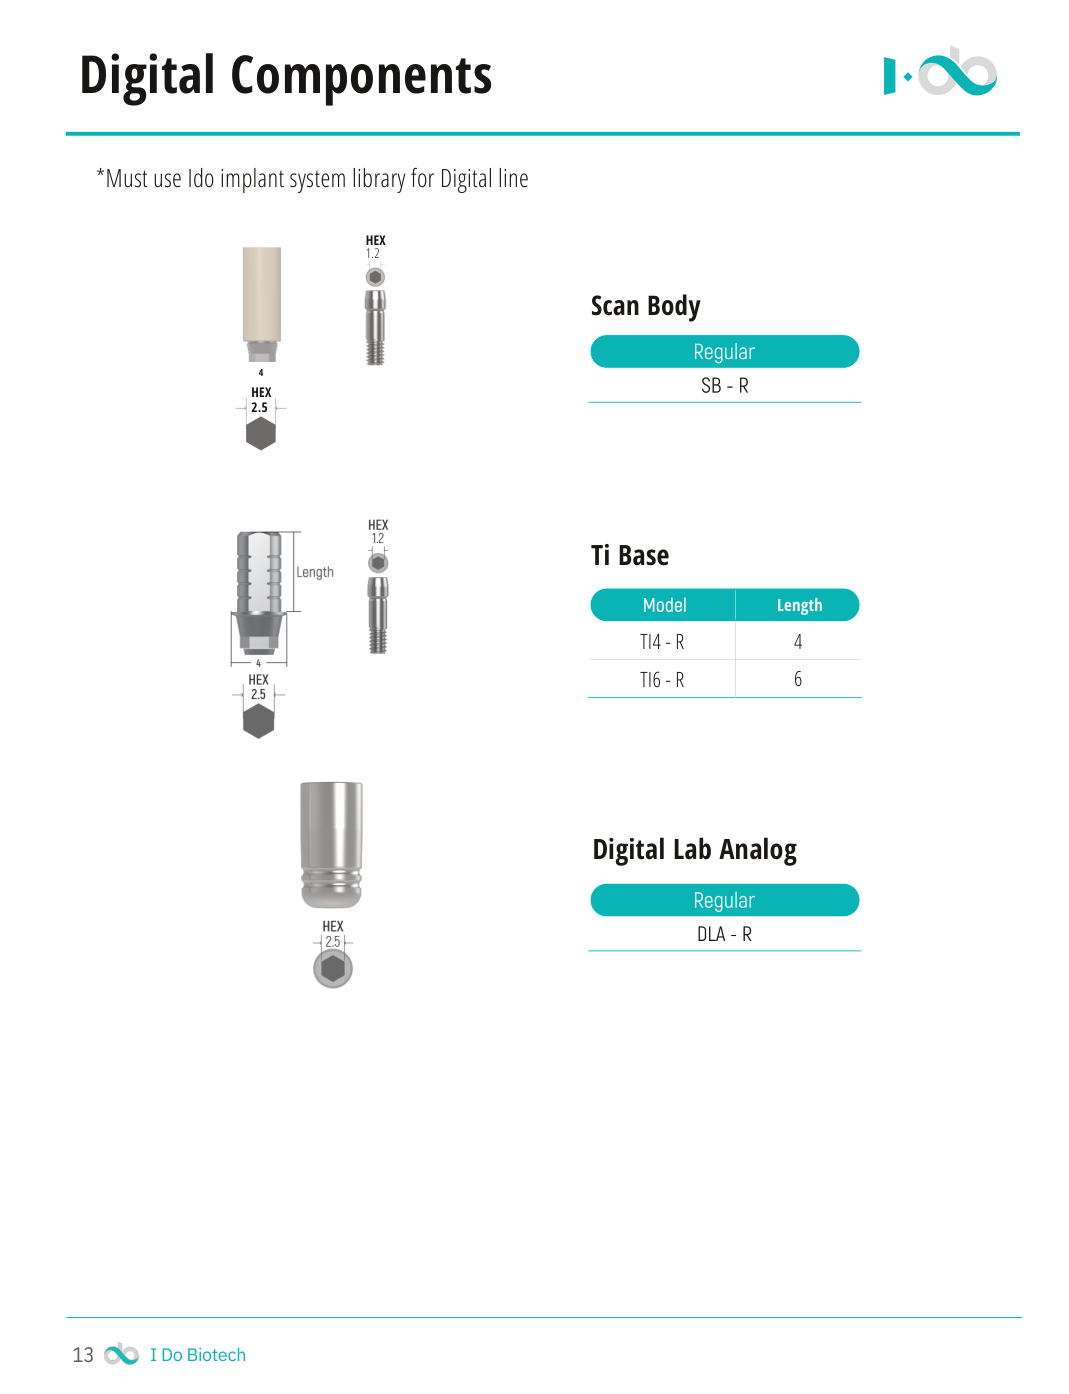 Digital Components
I·do
*Must use Ido implant system library for Digital line
HEX
1.2
4
HEX
2.5
Scan Body
Regular
SB - R
HEX
1.2
Length
4
HEX
2.5
Ti Base
Model Length
TI4 - R 4
TI6 - R 6
HEX
2.5
Digital Lab Analog
Regular
DLA - R
13 I Do Biotech